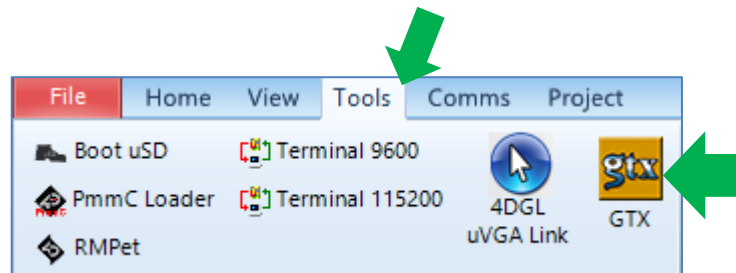 File Home View Tools Comms Project
Boot uSD Terminal 9600 gtx
PmmC Loader Terminal 115200 4DGL GTX
RMPet uVGA Link